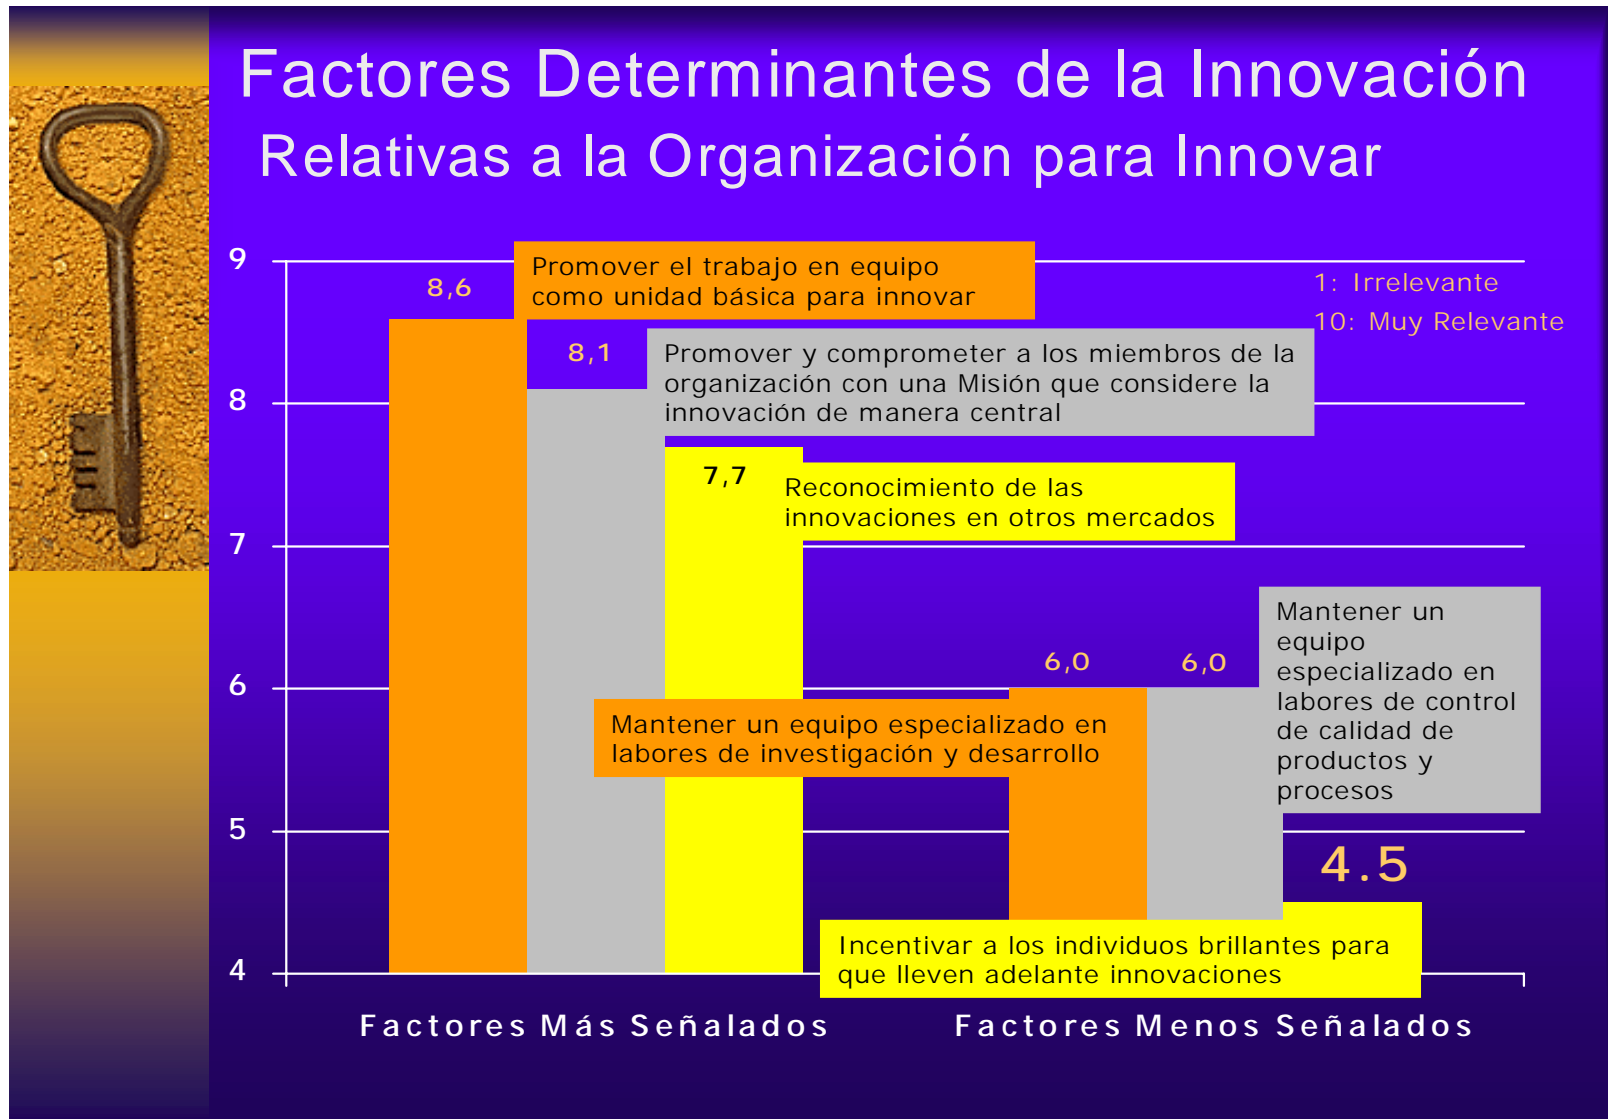 Factores Determinantes de la Innovación
Relativas a la Organización para Innovar
9
8
7
6
5
4
1: Irrelevante
10: Muy Relevante
8,6
Promover el trabajo en equipo
como unidad básica para innovar
8,1
Promover y comprometer a los miembros de la
organización con una Misión que considere la
innovación de manera central
7,7
Reconocimiento de las
innovaciones en otros mercados
6,0
Mantener un equipo especializado en
labores de investigación y desarrollo
6,0
Mantener un
equipo
especializado en
labores de control
de calidad de
productos y
procesos
4.5
Incentivar a los individuos brillantes para
que lleven adelante innovaciones
Factores Más Señalados
Factores Menos Señalados